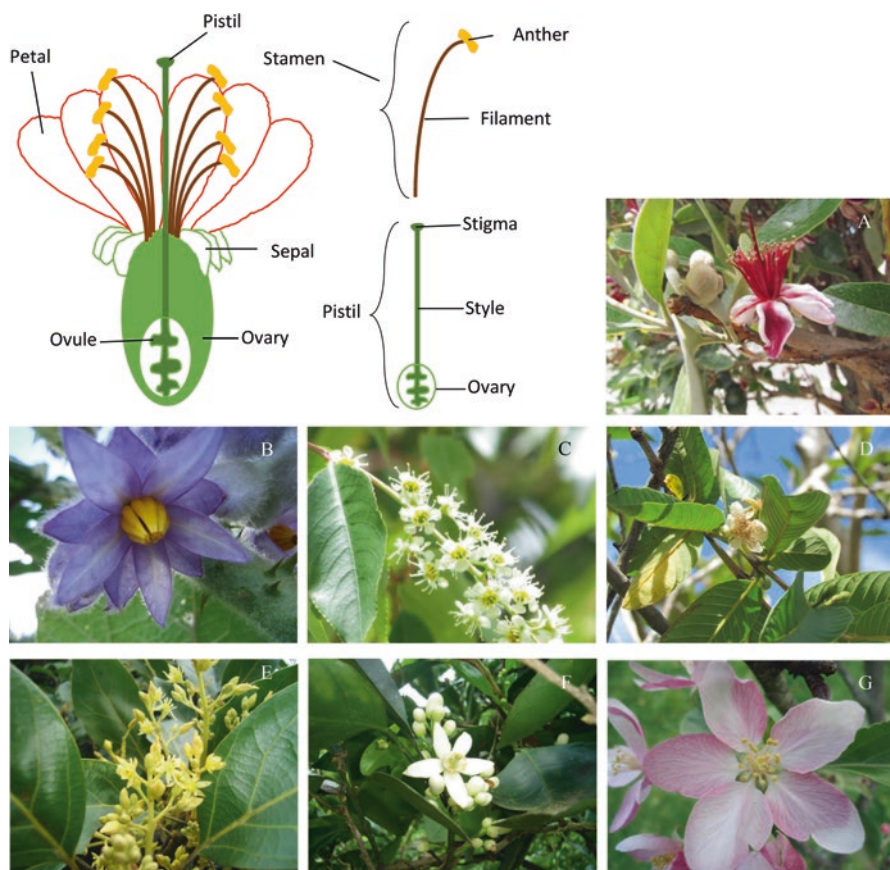 Pistil
Petal
Stamen
Anther
Filament
Sepal
Ovule
Ovary
Stigma
Pistil
Style
Ovary
A
B
C
D
E
F
G